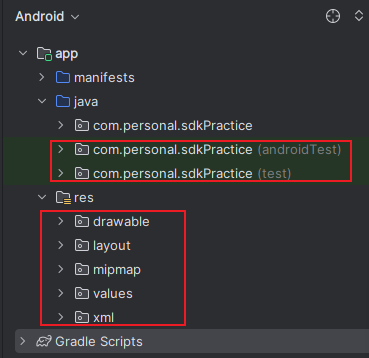 Android
app
manifests
java
com.personal.sdkPractice
com.personal.sdkPractice (androidTest)
com.personal.sdkPractice (test)
res
drawable
layout
mipmap
values
xml
Gradle Scripts